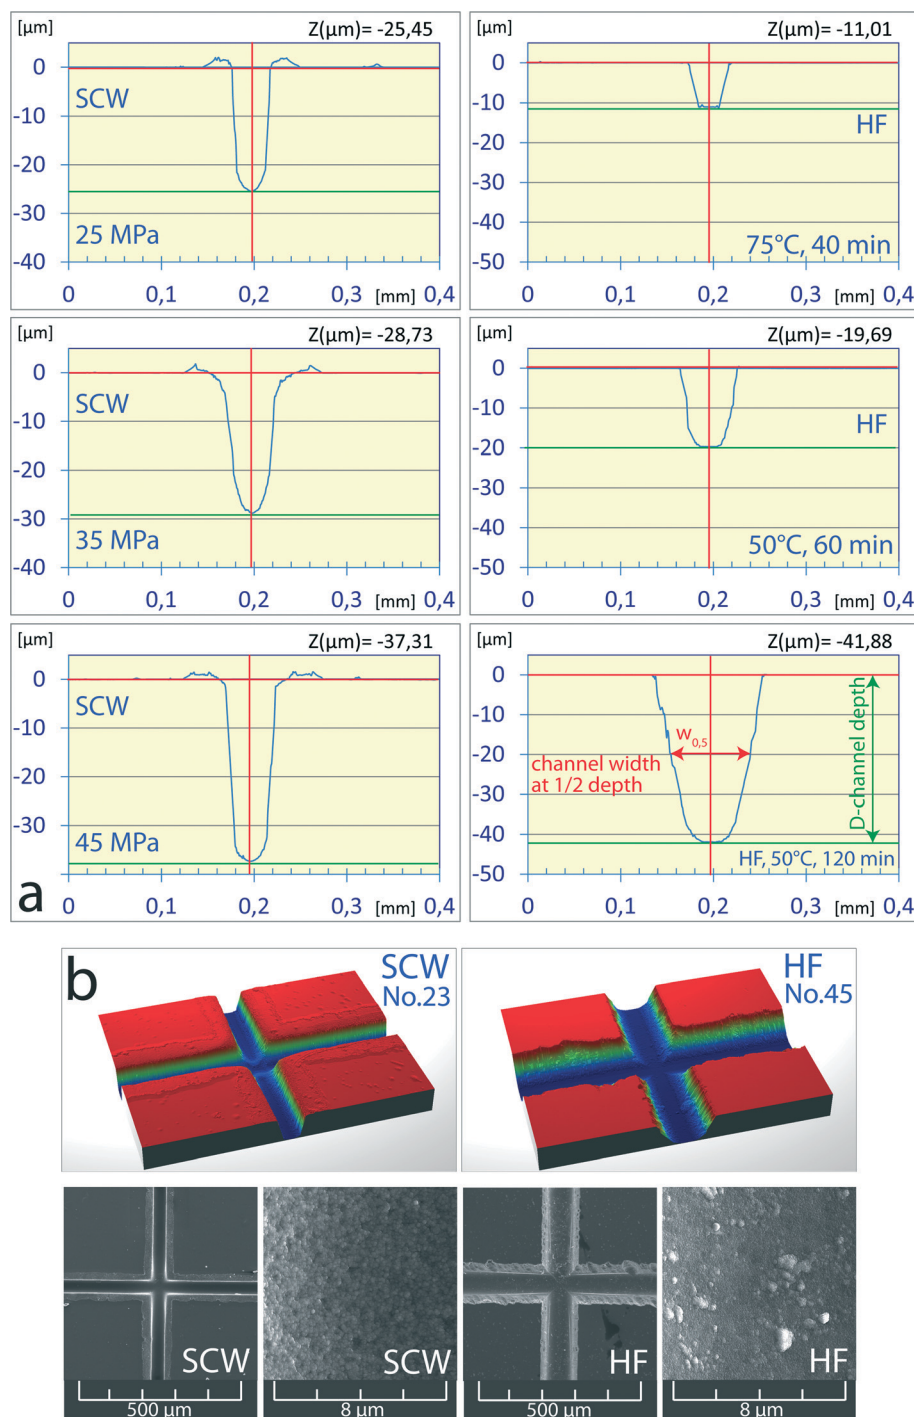 [μm] Z(μm)= -25,45
0
-10
-20
-30
-40
SCW
25 MPa
0 0,1 0,2 0,3 [mm] 0,4
[μm] Z(μm)= -11,01
0
-10
-20
-30
-40
-50
HF
75°C, 40 min
0 0,1 0,2 0,3 [mm] 0,4
[μm] Z(μm)= -28,73
0
-10
-20
-30
-40
SCW
35 MPa
0 0,1 0,2 0,3 [mm] 0,4
[μm] Z(μm)= -19,69
0
-10
-20
-30
-40
-50
HF
50°C, 60 min
0 0,1 0,2 0,3 [mm] 0,4
[μm] Z(μm)= -37,31
0
-10
-20
-30
SCW
45 MPa
a
0 0,1 0,2 0,3 [mm] 0,4
[μm] Z(μm)= -41,88
0
-10
-20
-30
-40
-50
w0,5
channel width
at 1/2 depth
D-channel depth
HF, 50°C, 120 min
0 0,1 0,2 0,3 [mm] 0,4
b
SCW
No.23
HF
No.45
SCW
500 μm
SCW
8 μm
HF
500 μm
HF
8 μm